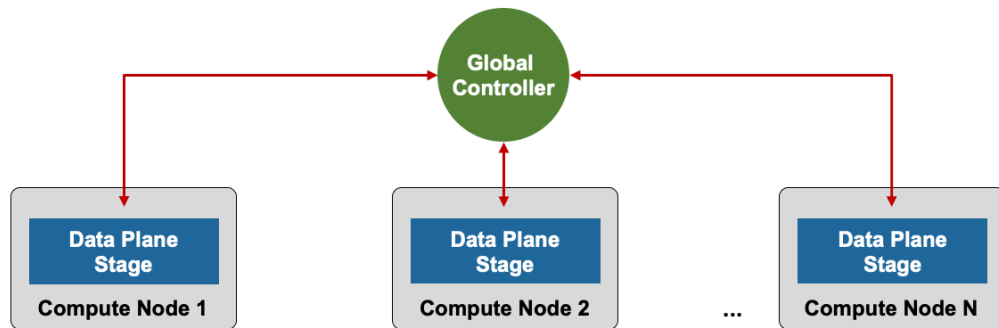 Global
Controller
Data Plane
Stage
Compute Node 1
Data Plane
Stage
Compute Node 2
...
Data Plane
Stage
Compute Node N